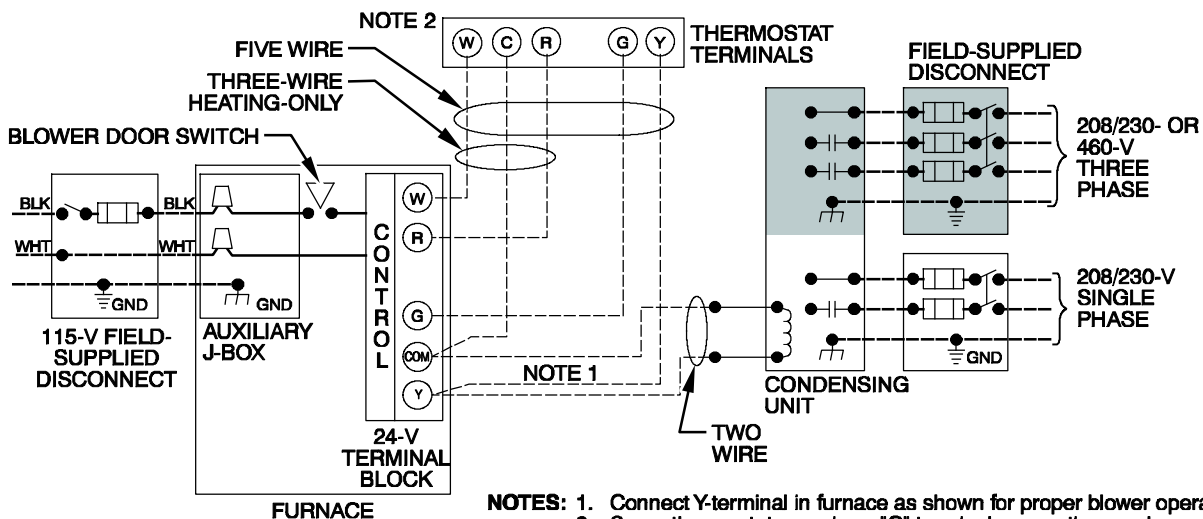 NOTE 2
W C R G Y
THERMOSTAT
TERMINALS
FIVE WIRE
THREE-WIRE
HEATING-ONLY
BLOWER DOOR SWITCH
FIELD-SUPPLIED
DISCONNECT
208/230- OR
460-V
THREE
PHASE
BLK
BLK
WHT
WHT
GND
GND
115-V FIELD-
SUPPLIED
DISCONNECT
AUXILIARY
J-BOX
CONTROL
W
R
G
COM
Y
NOTE 1
24-V
TERMINAL
BLOCK
FURNACE
TWO
WIRE
CONDENSING
UNIT
208/230-V
SINGLE
PHASE
GND
NOTES: 1. Connect Y-terminal in furnace as shown for proper blower opera